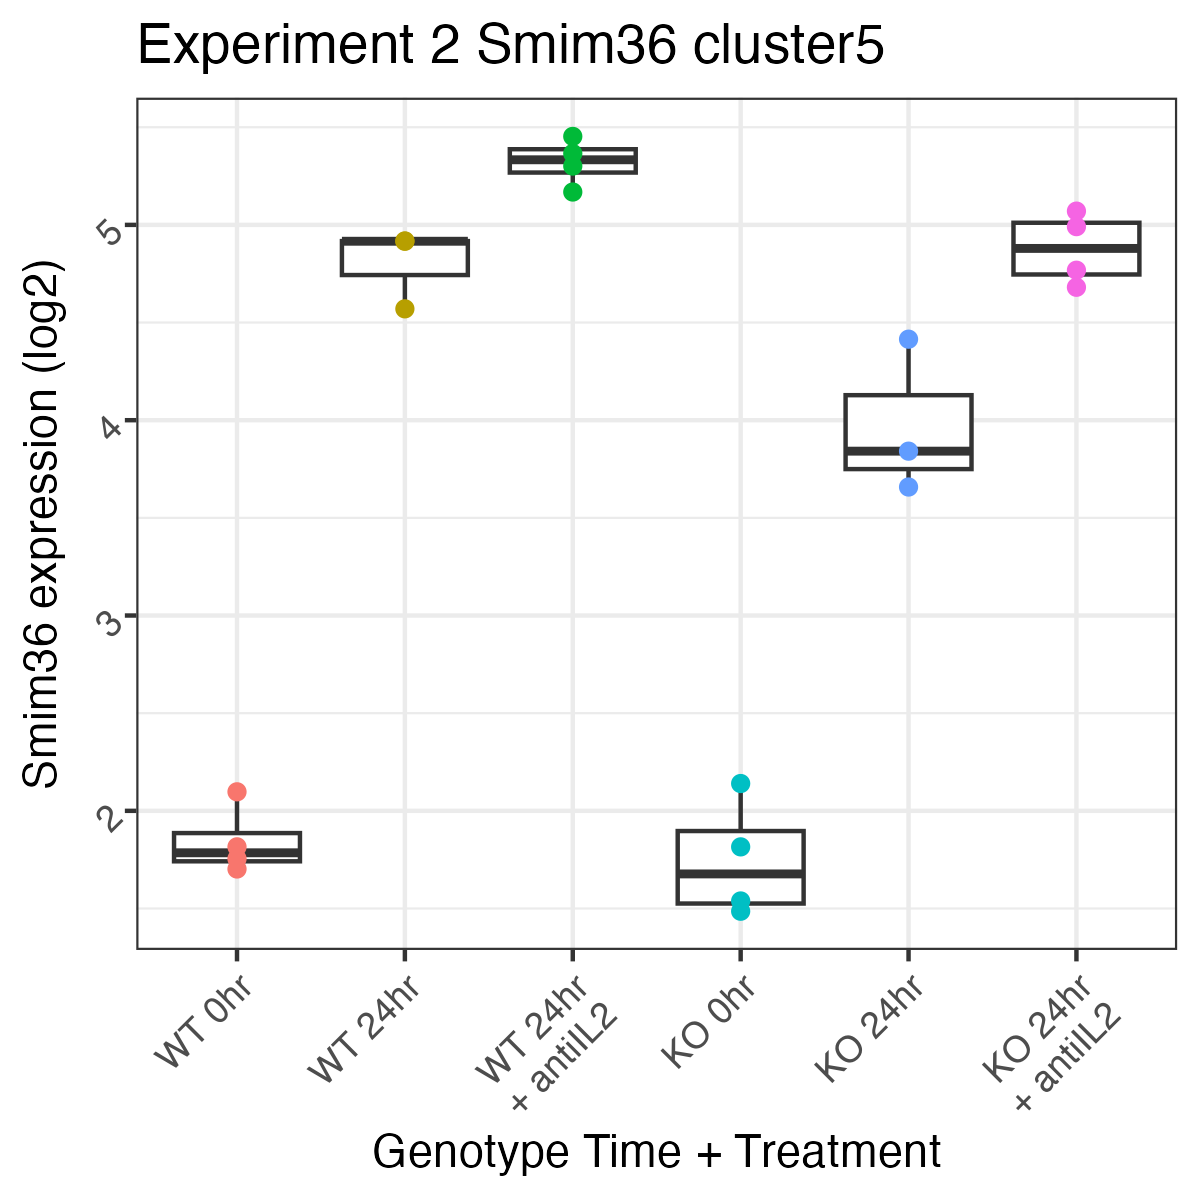 Experiment 2 Smim36 cluster5
Smim36 expression (log2)
5
4
3
2
WT 0hr
WT 24hr
WT 24hr
+ antiIL2
KO 0hr
KO 24hr
KO 24hr
+ antiIL2
Genotype Time + Treatment